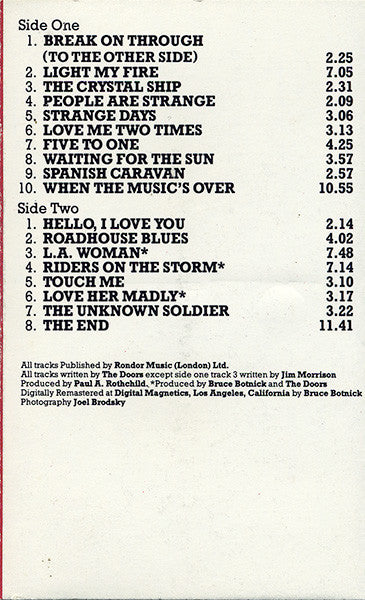 Side One
1. BREAK ON THROUGH
(TO THE OTHER SIDE) 2.25
2. LIGHT MY FIRE 7.05
3. THE CRYSTAL SHIP 2.31
4. PEOPLE ARE STRANGE 2.09
5. STRANGE DAYS 3.06
6. LOVE ME TWO TIMES 3.13
7. FIVE TO ONE 4.25
8. WAITING FOR THE SUN 3.57
9. SPANISH CARAVAN 2.57
10. WHEN THE MUSIC'S OVER 10.55
Side Two
1. HELLO, I LOVE YOU 2.14
2. ROADHOUSE BLUES 4.02
3. L.A. WOMAN* 7.48
4. RIDERS ON THE STORM* 7.14
5. TOUCH ME 3.10
6. LOVE HER MADLY* 3.17
7. THE UNKNOWN SOLDIER 3.22
8. THE END 11.41
All tracks Published by Rondor Music (London) Ltd.
All tracks written by The Doors except side one track 3 written by Jim Morrison
Produced by Paul A. Rothchild. *Produced by Bruce Botnick and The Doors
Digitally Remastered at Digital Magnetics, Los Angeles, California by Bruce Botnick
Photography Joel Brodsky